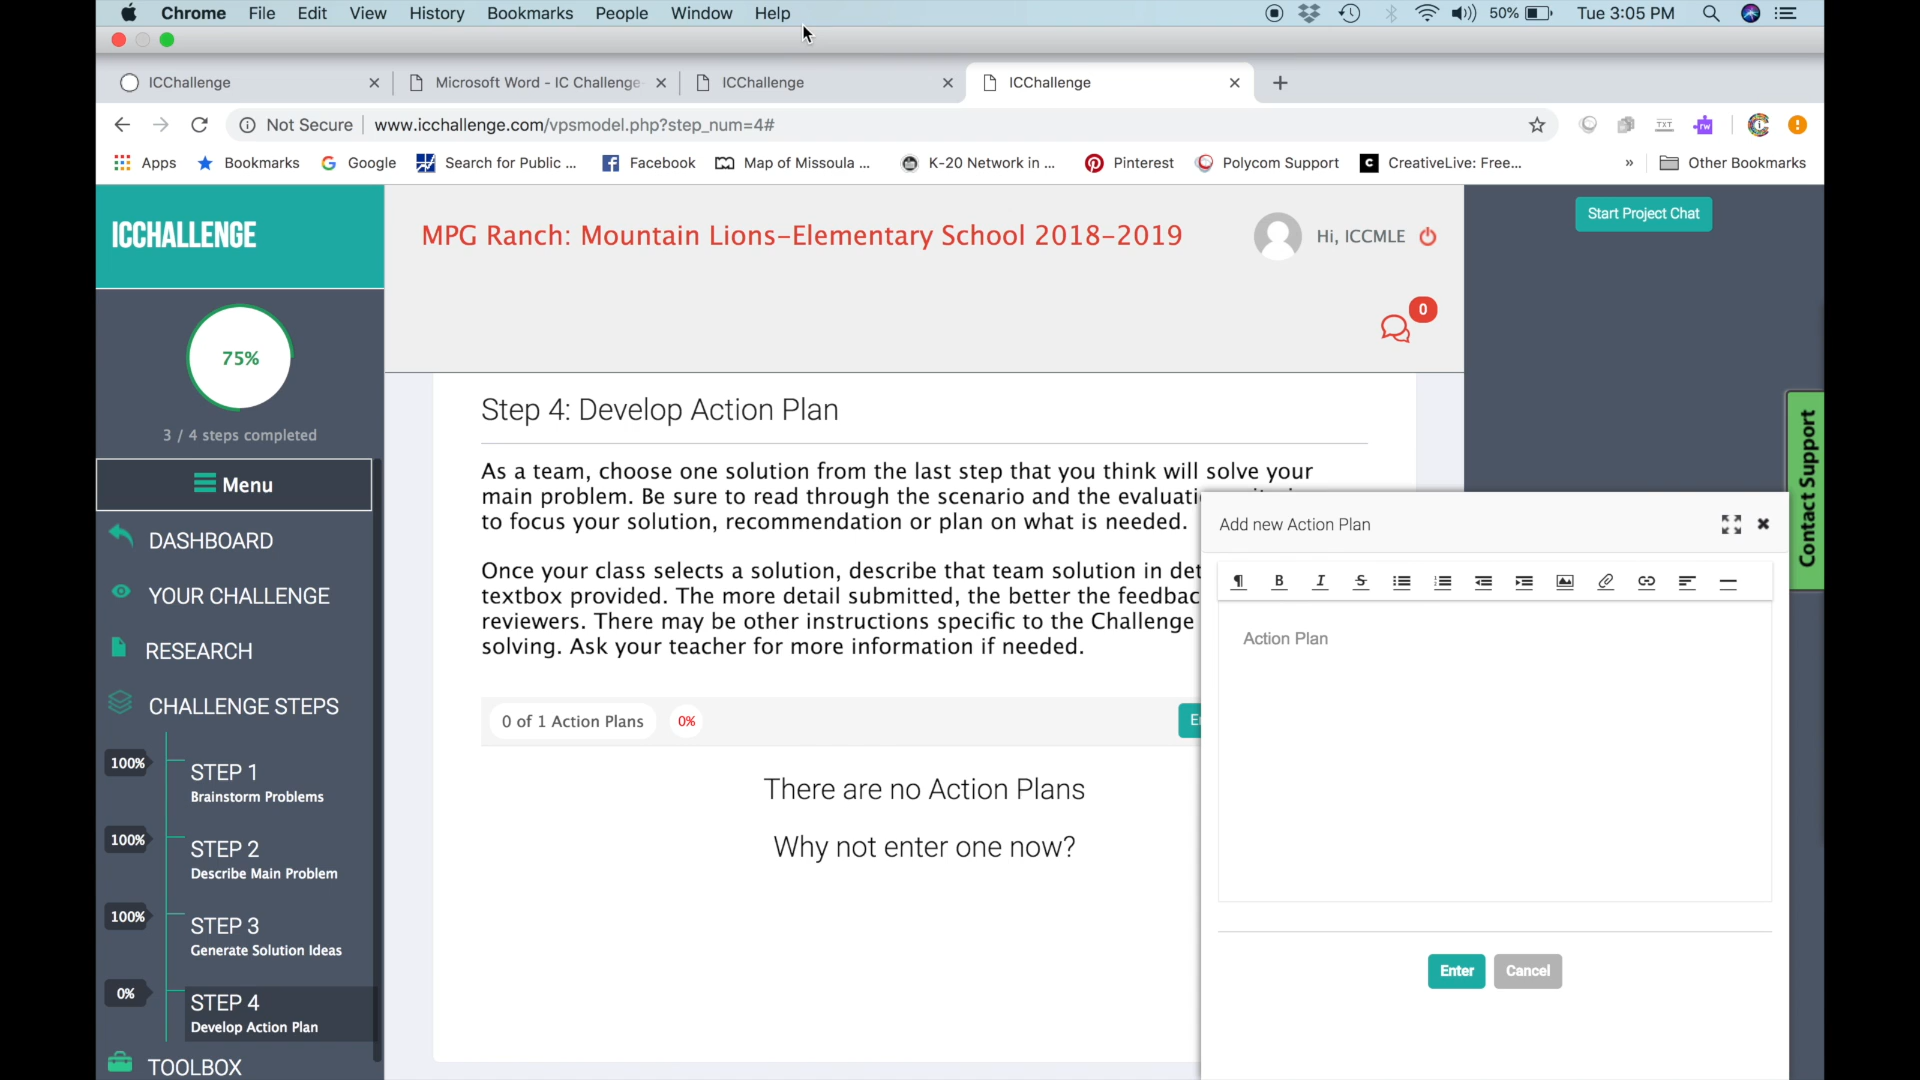 Chrome File Edit View History Bookmarks People Window Help 50% Tue 3:05 PM
ICChallenge Microsoft Word - IC Challenge- ICChallenge ICChallenge
Not Secure www.icchallenge.com/vpsmodel.php?step_num=4# TXT rw
Apps Bookmarks Google Search for Public ... Facebook Map of Missoula ... K-20 Network in ... Pinterest Polycom Support CreativeLive: Free... » Other Bookmarks
ICCHALLENGE
MPG Ranch: Mountain Lions-Elementary School 2018-2019
Hi, ICCMLE
Start Project Chat
0
75%
3 / 4 steps completed
Menu
DASHBOARD
YOUR CHALLENGE
RESEARCH
CHALLENGE STEPS
100%
STEP 1
Brainstorm Problems
100%
STEP 2
Describe Main Problem
100%
STEP 3
Generate Solution Ideas
0%
STEP 4
Develop Action Plan
TOOLBOX
Step 4: Develop Action Plan
As a team, choose one solution from the last step that you think will solve your
main problem. Be sure to read through the scenario and the evaluati
to focus your solution, recommendation or plan on what is needed.
Once your class selects a solution, describe that team solution in det
textbox provided. The more detail submitted, the better the feedbac
reviewers. There may be other instructions specific to the Challenge
solving. Ask your teacher for more information if needed.
0 of 1 Action Plans 0%
There are no Action Plans
Why not enter one now?
Contact Support
Add new Action Plan
Action Plan
Enter Cancel